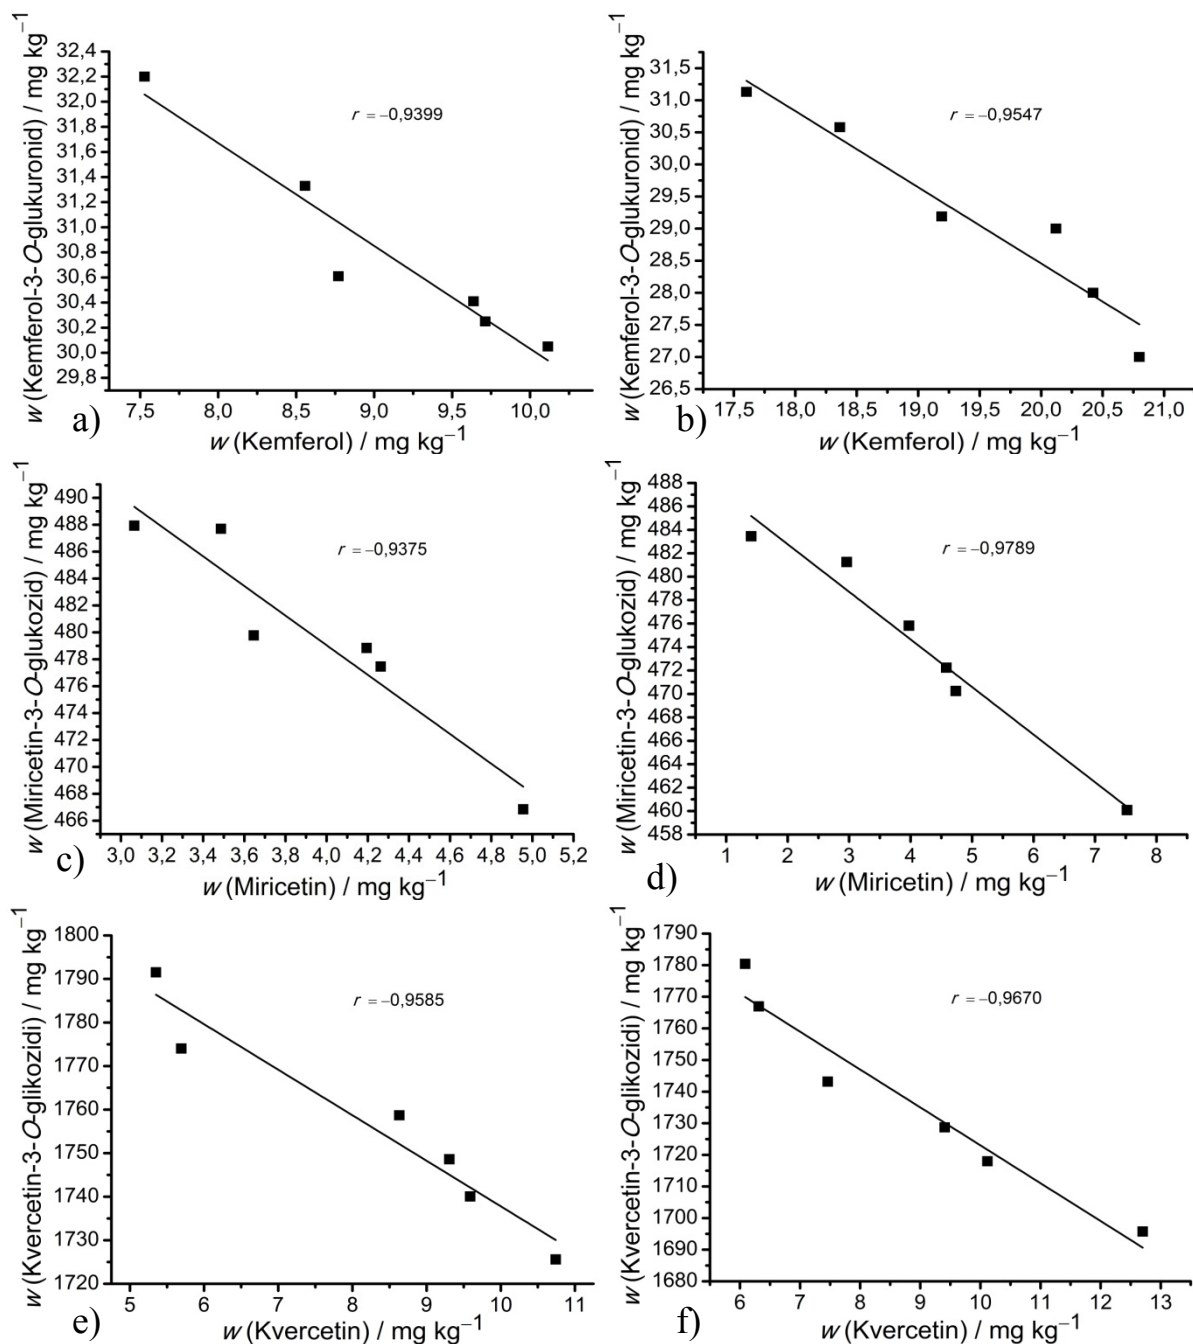 w (Kemferol-3-O-glukuronid) / mg kg⁻¹
32,4
32,2
32,0
31,8
31,6
31,4
31,2
31,0
30,8
30,6
30,4
30,2
30,0
29,8
r = −0,9399
7,5 8,0 8,5 9,0 9,5 10,0
a)
w (Kemferol) / mg kg⁻¹
w (Kemferol-3-O-glukuronid) / mg kg⁻¹
31,5
31,0
30,5
30,0
29,5
29,0
28,5
28,0
27,5
27,0
26,5
r = −0,9547
17,5 18,0 18,5 19,0 19,5 20,0 20,5 21,0
b)
w (Kemferol) / mg kg⁻¹
w (Miricetin-3-O-glukozid) / mg kg⁻¹
490
488
486
484
482
480
478
476
474
472
470
468
466
r = −0,9375
3,0 3,2 3,4 3,6 3,8 4,0 4,2 4,4 4,6 4,8 5,0 5,2
c)
w (Miricetin) / mg kg⁻¹
w (Miricetin-3-O-glukozid) / mg kg⁻¹
488
486
484
482
480
478
476
474
472
470
468
466
464
462
460
458
r = −0,9789
1 2 3 4 5 6 7 8
d)
w (Miricetin) / mg kg⁻¹
w (Kvercetin-3-O-glikozidi) / mg kg⁻¹
1800
1790
1780
1770
1760
1750
1740
1730
1720
r = −0,9585
5 6 7 8 9 10 11
e)
w (Kvercetin) / mg kg⁻¹
w (Kvercetin-3-O-glikozidi) / mg kg⁻¹
1790
1780
1770
1760
1750
1740
1730
1720
1710
1700
1690
1680
r = −0,9670
6 7 8 9 10 11 12 13
f)
w (Kvercetin) / mg kg⁻¹